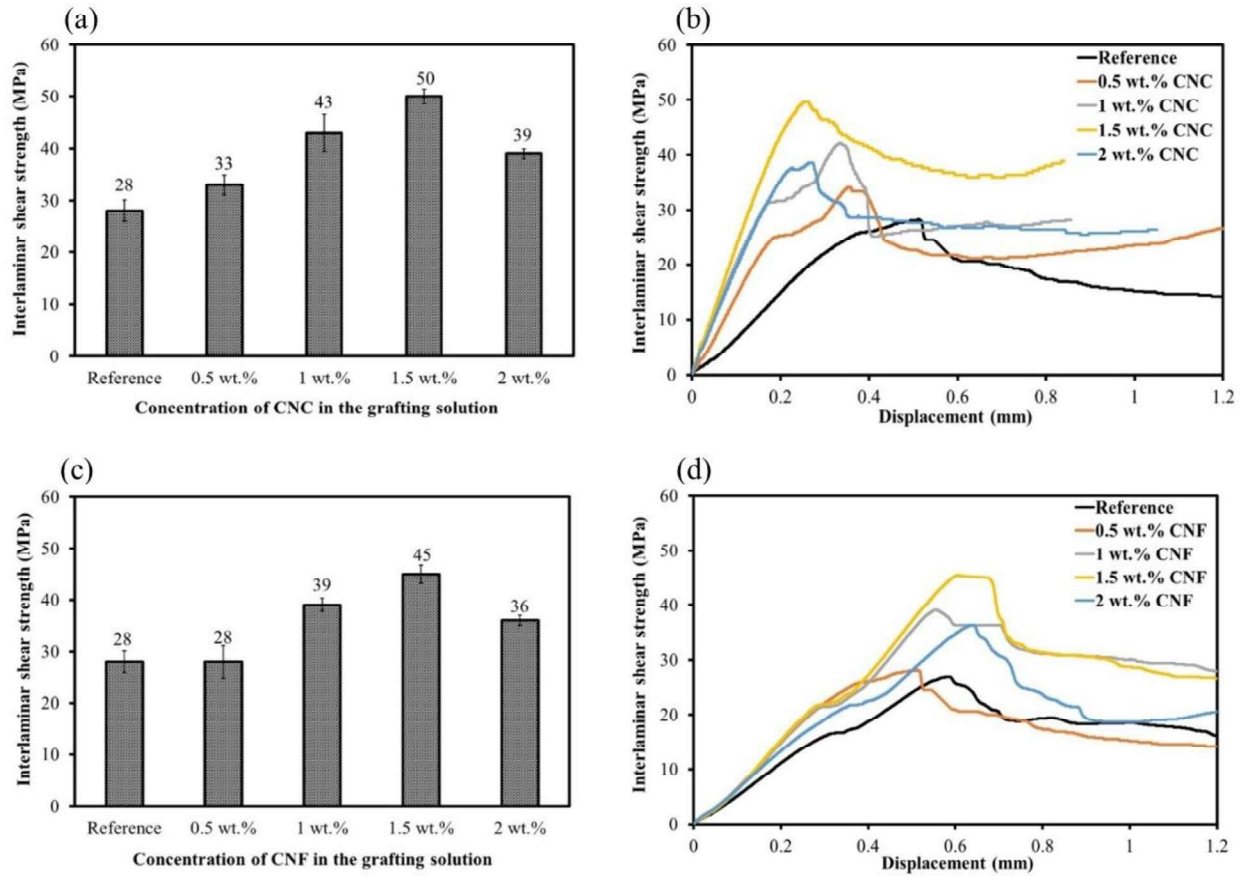 (a)
Interlaminar shear strength (MPa)
60
50
40
30
20
10
0
28
33
43
50
39
Reference 0.5 wt.% 1 wt.% 1.5 wt.% 2 wt.%
Concentration of CNC in the grafting solution
(b)
Interlaminar shear strength (MPa)
60
50
40
30
20
10
0
Reference
0.5 wt.% CNC
1 wt.% CNC
1.5 wt.% CNC
2 wt.% CNC
0 0.2 0.4 0.6 0.8 1 1.2
Displacement (mm)
(c)
Interlaminar shear strength (MPa)
60
50
40
30
20
10
0
28
28
39
45
36
Reference 0.5 wt.% 1 wt.% 1.5 wt.% 2 wt.%
Concentration of CNF in the grafting solution
(d)
Interlaminar shear strength (MPa)
60
50
40
30
20
10
0
Reference
0.5 wt.% CNF
1 wt.% CNF
1.5 wt.% CNF
2 wt.% CNF
0 0.2 0.4 0.6 0.8 1 1.2
Displacement (mm)